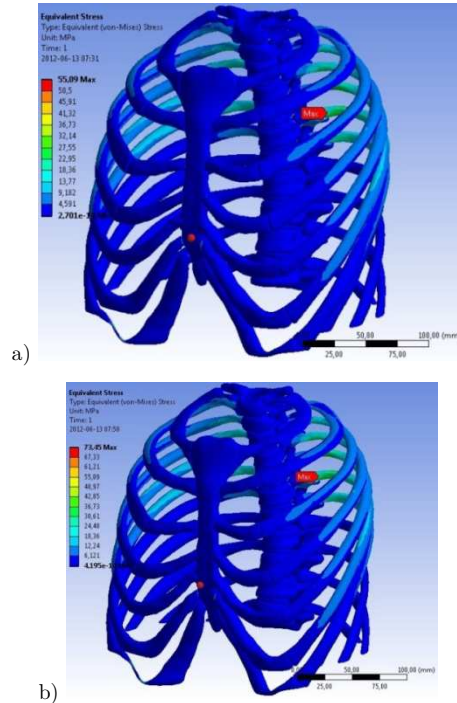 Equivalent Stress
Type: Equivalent (von-Mises) Stress
Unit: MPa
Time: 1
2012-06-13 07:31
55,09 Max
50,5
45,91
41,32
36,73
32,14
27,55
22,95
18,36
13,77
9,182
4,591
Max
50,00
100,00 (mm)
25,00
75,00
a)
Equivalent Stress
Type: Equivalent (von-Mises) Stress
Unit: MPa
Time: 1
73,45 Max
67,33
61,21
55,09
48,97
42,85
36,73
30,61
24,48
18,36
12,24
6,121
Max
50,00
100,00 (mm)
25,00
75,00
b)